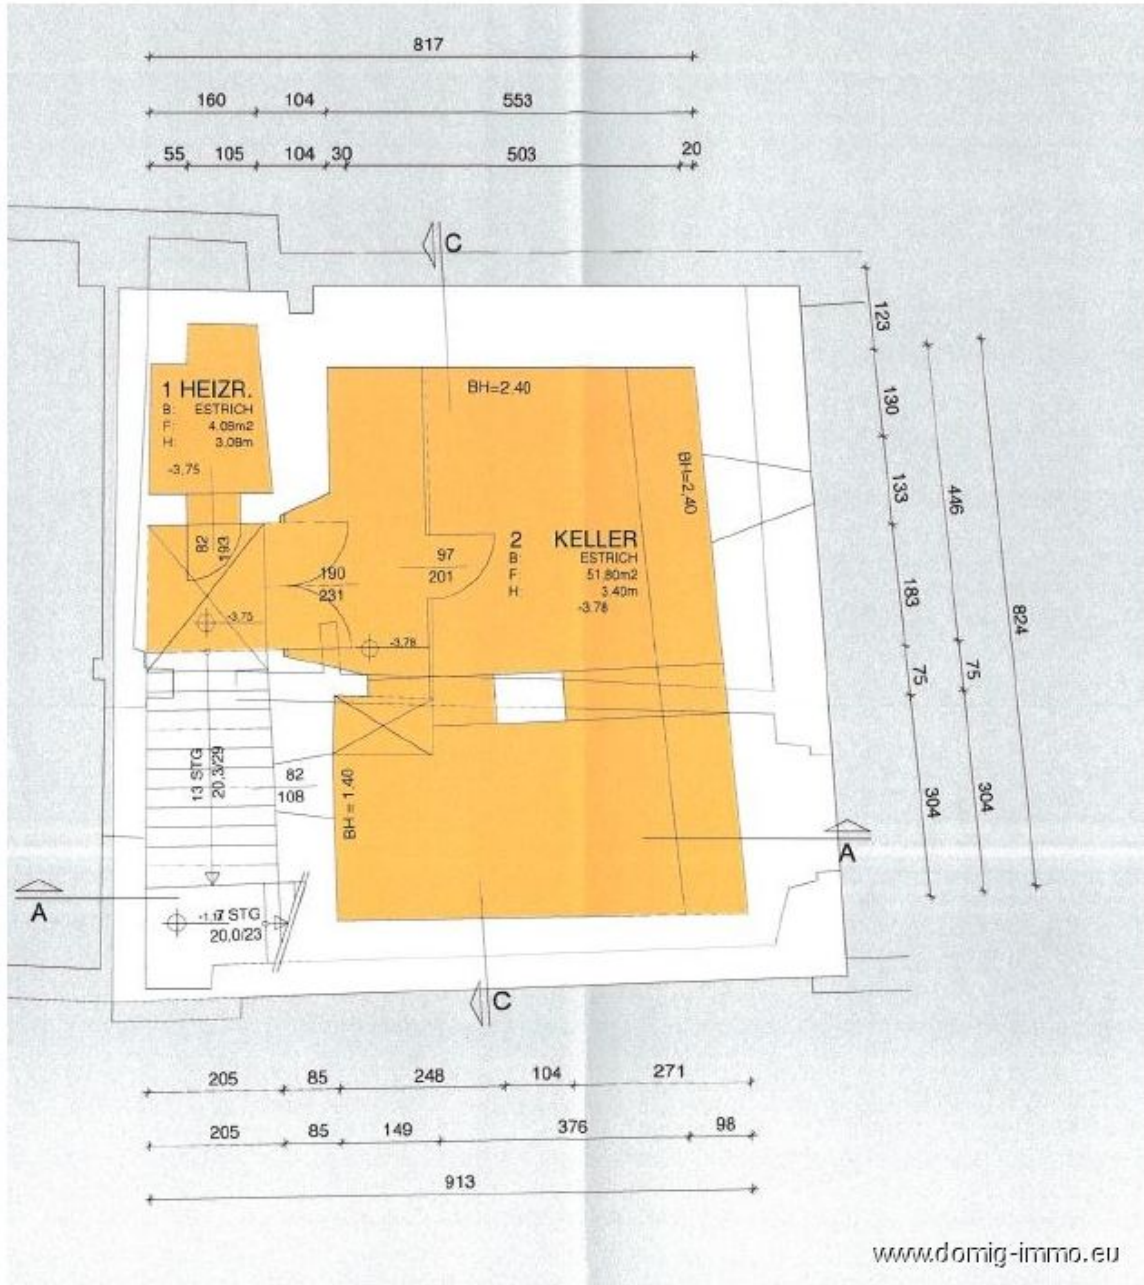 817
160 104 553
55 105 104 30 503 20
C
123
1 HEIZR.
B: ESTRICH
F: 4.08m2
H: 3,08m
-3,75
BH=2.40
BH=2,40
130
133
446
2 KELLER
B: ESTRICH
F: 51,80m2
H: 3.40m
-3.78
82
193
97
201
190
231
-3.75
-3,78
183
824
75
75
13 STG
20,3/29
82
108
BH = 1.40
304
304
A
A
7 STG
20,0/23
C
205 85 248 104 271
205 85 149 376 98
913
www.domig-immo.eu